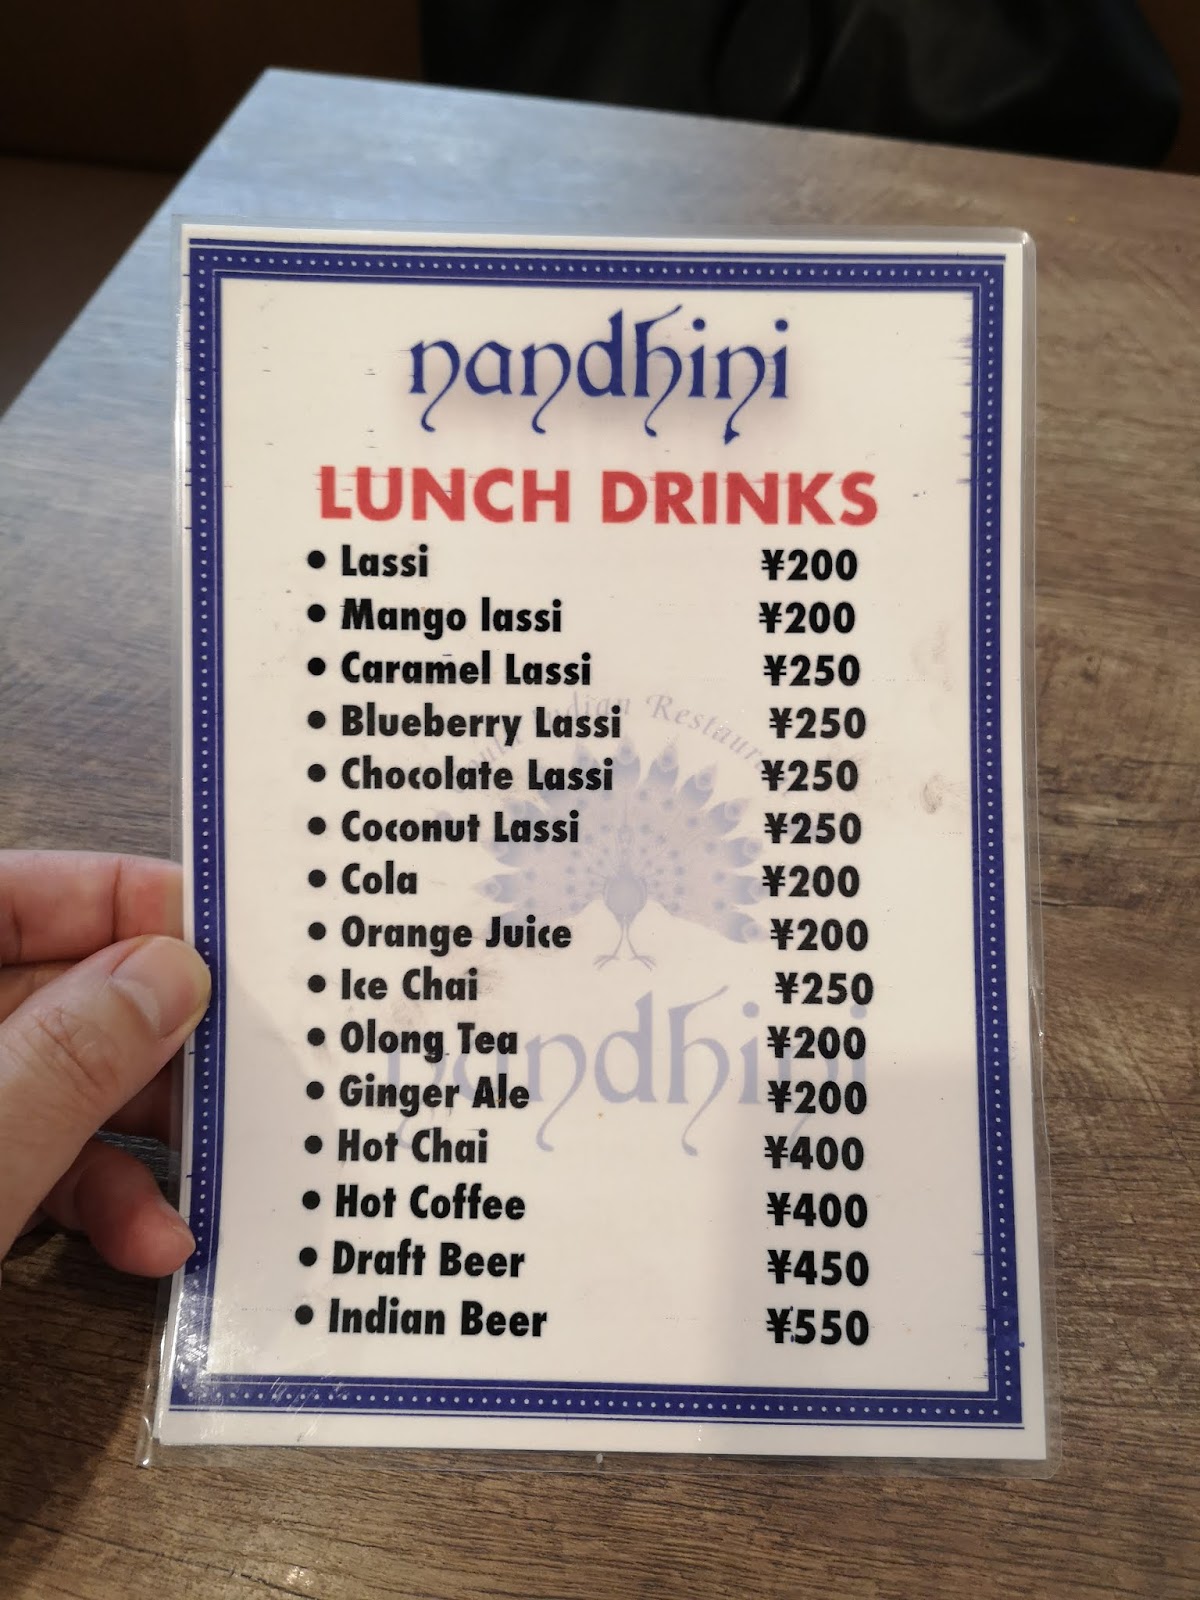 nandhini
LUNCH DRINKS
• Lassi ¥200
• Mango lassi ¥200
• Caramel Lassi ¥250
• Blueberry Lassi ¥250
• Chocolate Lassi ¥250
• Coconut Lassi ¥250
• Cola ¥200
• Orange Juice ¥200
• Ice Chai ¥250
• Olong Tea ¥200
• Ginger Ale ¥200
• Hot Chai ¥400
• Hot Coffee ¥400
• Draft Beer ¥450
• Indian Beer ¥550
Indian
nandhini